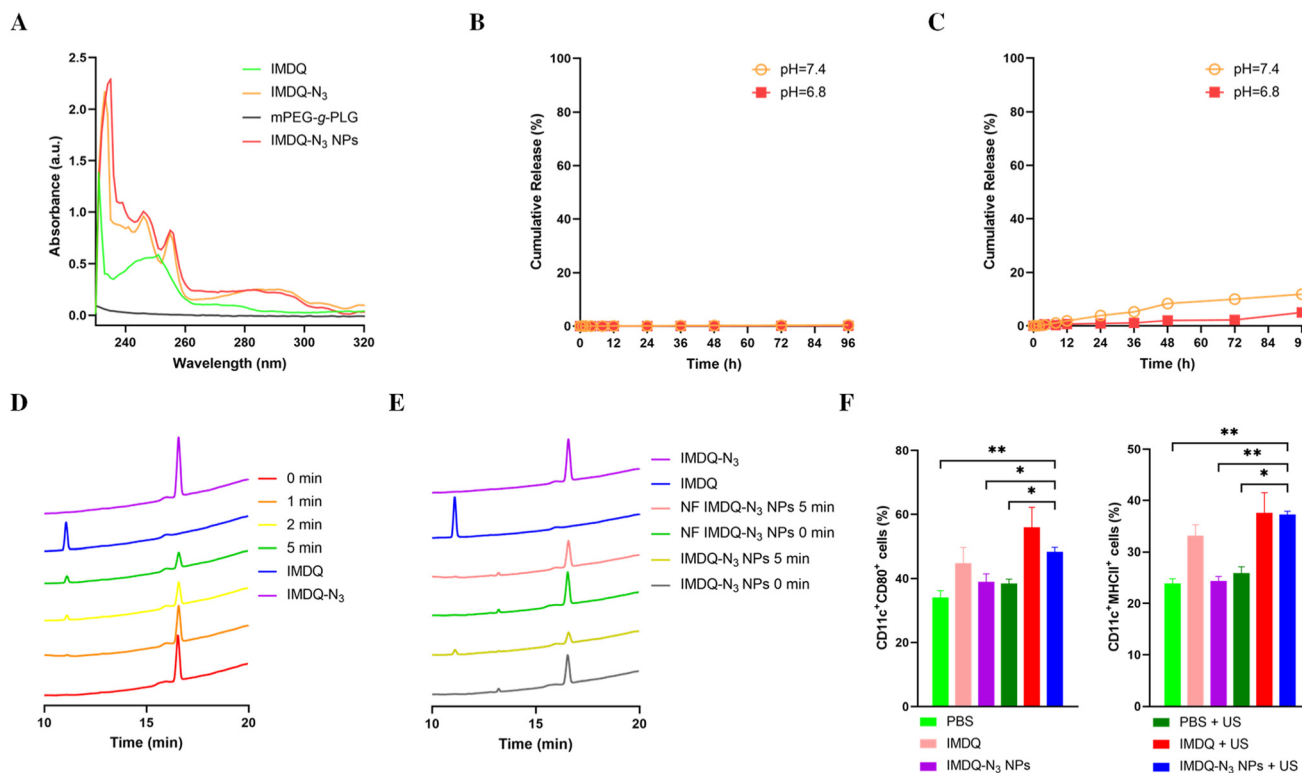 A
Absorbance (a.u.)
2.5
2.0
1.5
1.0
0.5
0.0
240
260
280
300
320
Wavelength (nm)
IMDQ
IMDQ-N₃
mPEG-g-PLG
IMDQ-N₃ NPs
B
Cumulative Release (%)
100
80
60
40
20
0
0 12 24 36 48 60 72 84 96
Time (h)
pH=7.4
pH=6.8
C
Cumulative Release (%)
100
80
60
40
20
0
0 12 24 36 48 60 72 84 9
Time (h)
pH=7.4
pH=6.8
D
0 min
1 min
2 min
5 min
IMDQ
IMDQ-N₃
10 15 20
Time (min)
E
IMDQ-N₃
IMDQ
NF IMDQ-N₃ NPs 5 min
NF IMDQ-N₃ NPs 0 min
IMDQ-N₃ NPs 5 min
IMDQ-N₃ NPs 0 min
10 15 20
Time (min)
F
CD11c⁺CD80⁺ cells (%)
80
60
40
20
0
**
*
*
CD11c⁺MHCII⁺ cells (%)
50
40
30
20
10
0
**
**
*
PBS
IMDQ
IMDQ-N₃ NPs
PBS + US
IMDQ + US
IMDQ-N₃ NPs + US